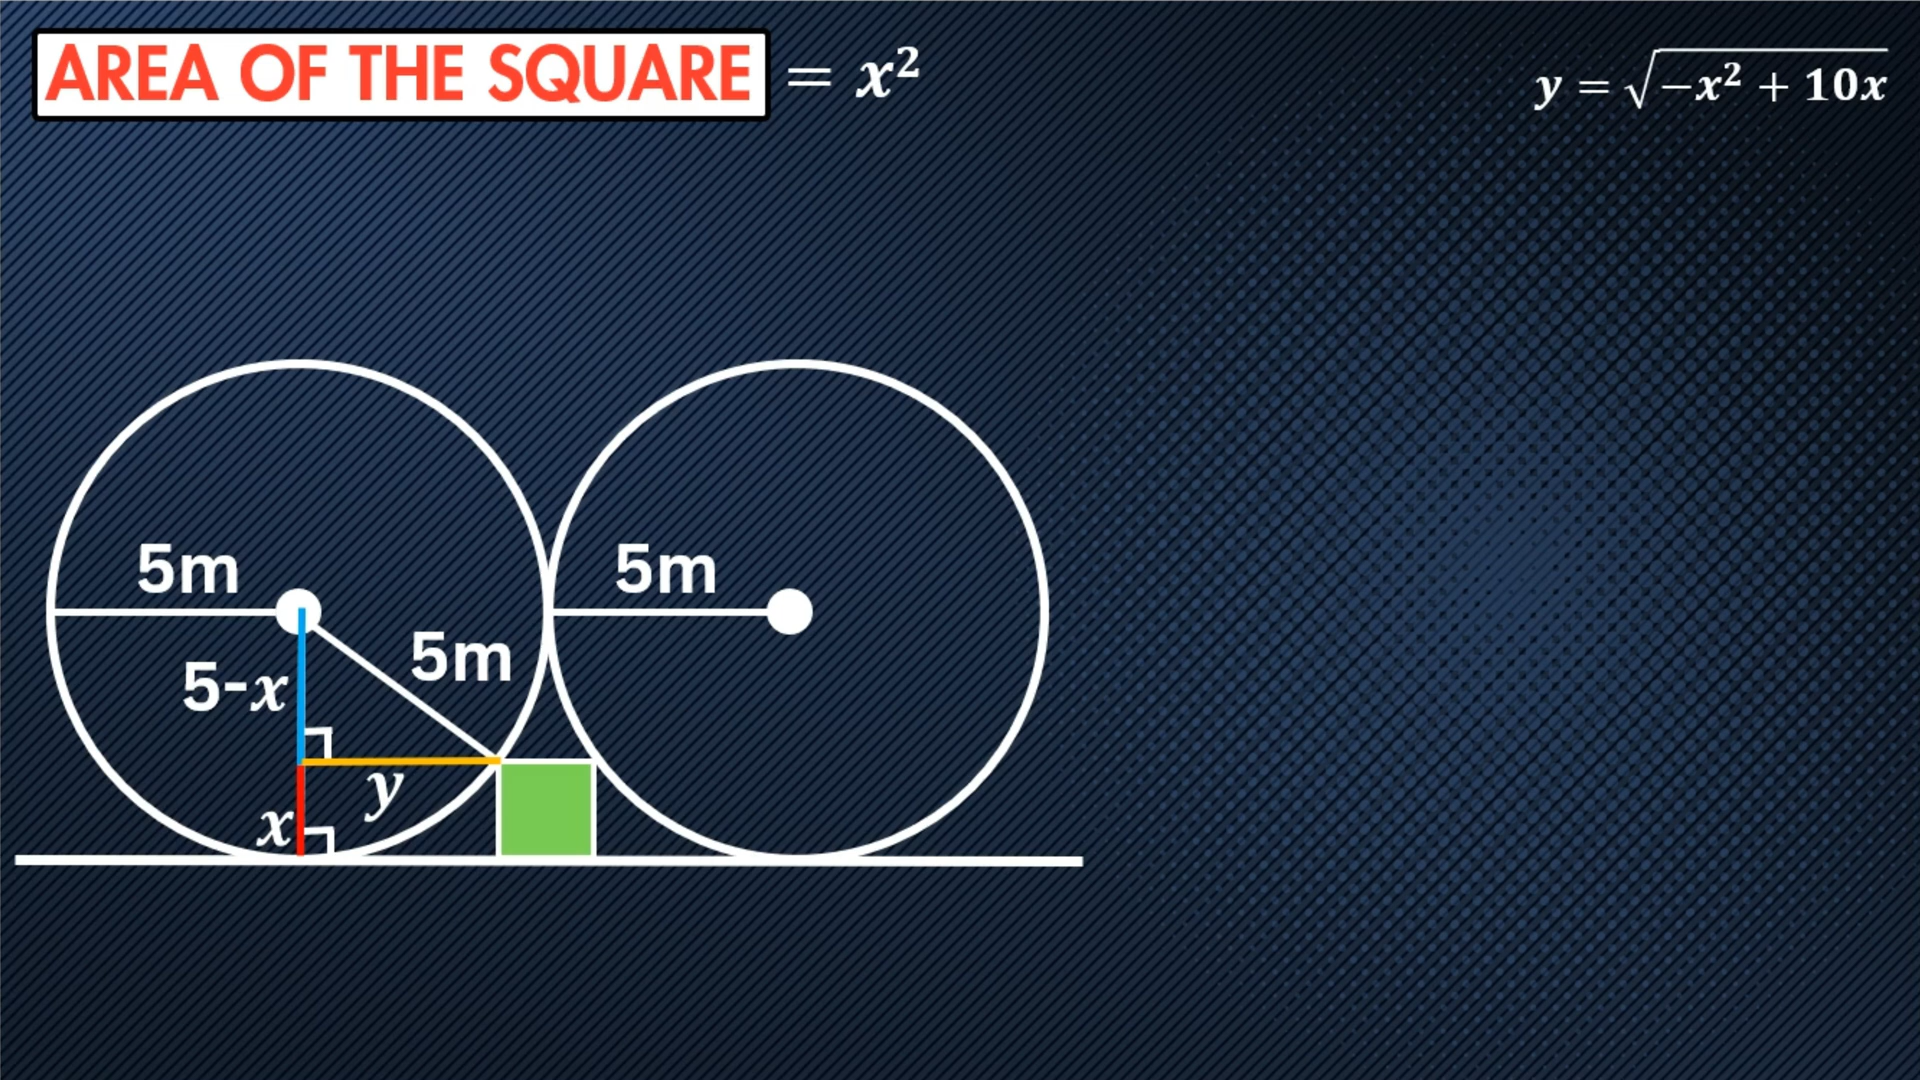 AREA OF THE SQUARE = x²
y = √(-x² + 10x)
5m
5m
5m
5-x
y
x